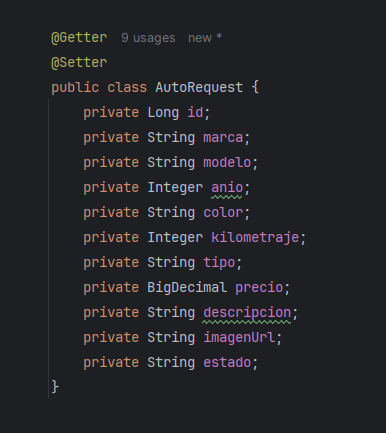 @Getter 9 usages new *
@Setter
public class AutoRequest {
    private Long id;
    private String marca;
    private String modelo;
    private Integer anio;
    private String color;
    private Integer kilometraje;
    private String tipo;
    private BigDecimal precio;
    private String descripcion;
    private String imagenUrl;
    private String estado;
}